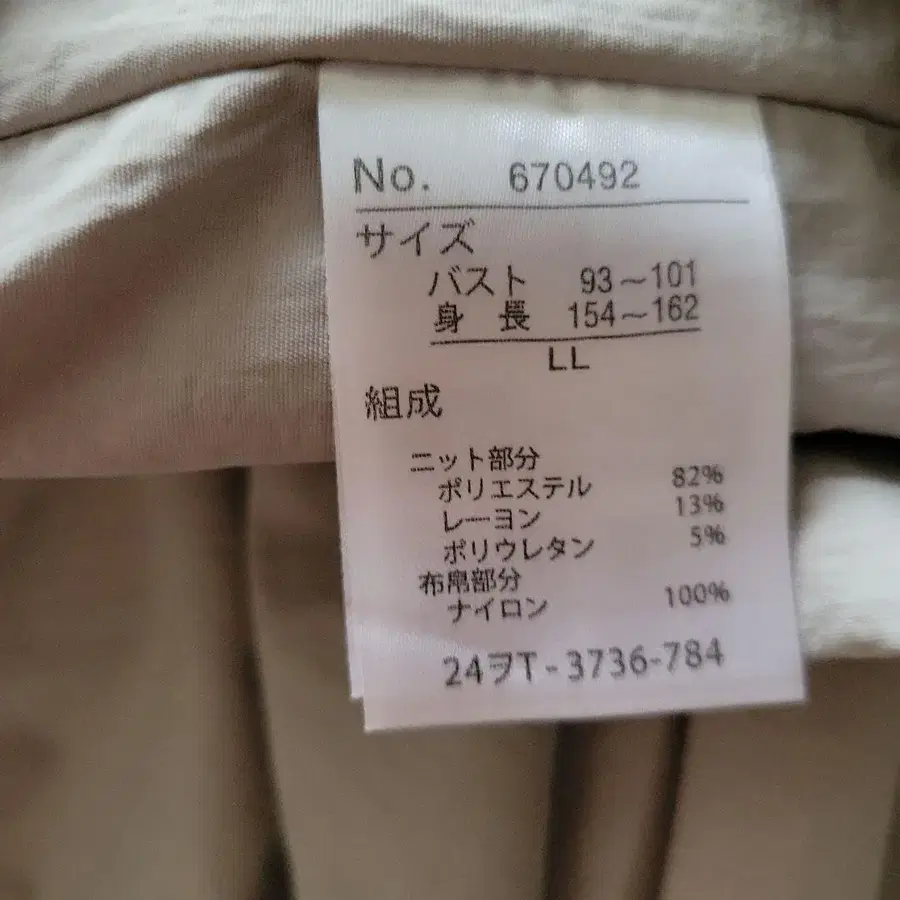 No. 670492
サイズ
バスト 93～101
身長 154～162
LL
組成
ニット部分
ポリエステル 82%
レーヨン 13%
ポリウレタン 5%
布帛部分
ナイロン 100%
24ヲT-3736-784